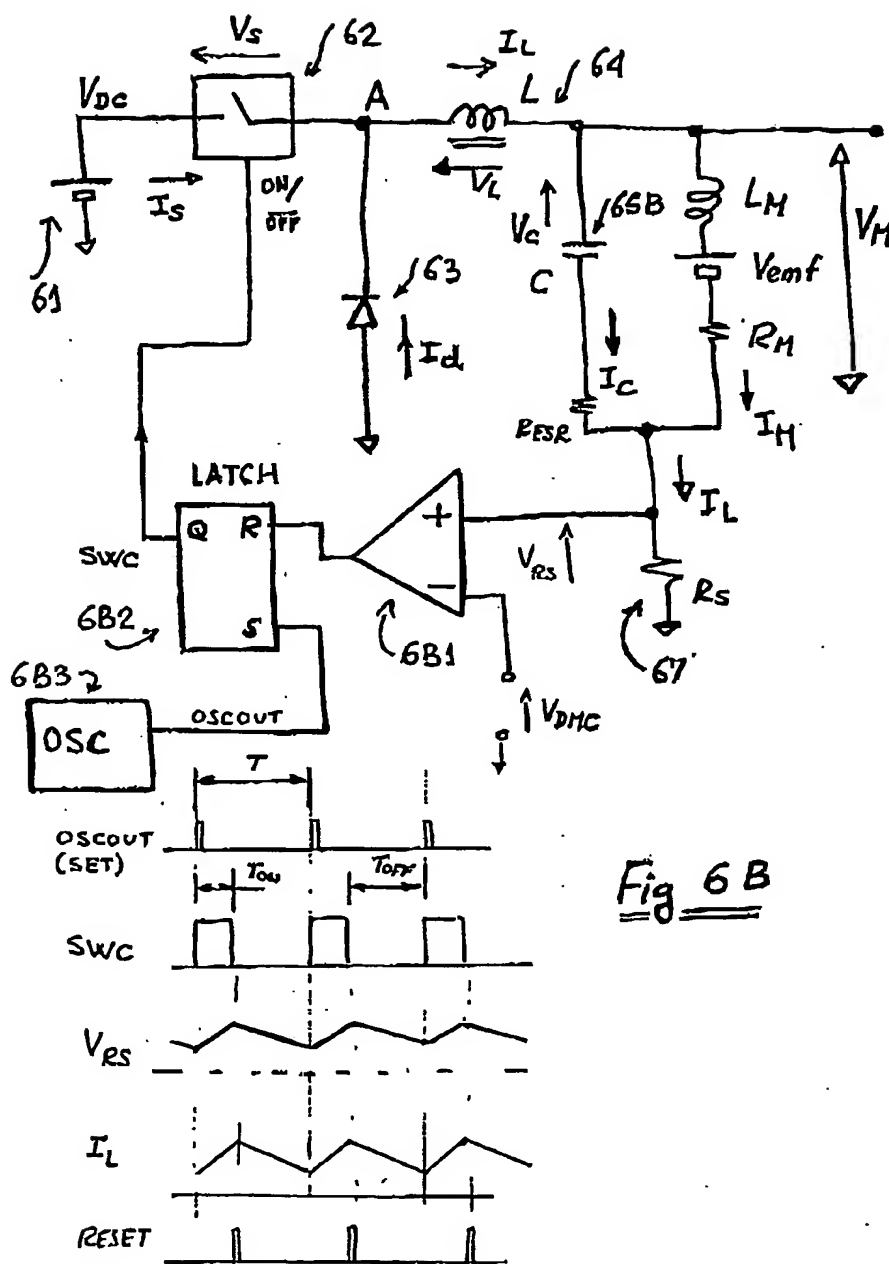 Vs
62
IL
64
VDC
A
L
Is
ON/
OFF
VL
Vc
65B
LM
VM
Vemf
61
63
C
Id
RM
Ic
RESR
IM
LATCH
IL
Q
R
+
SWC
VRS
Rs
S
−
6B2
6B1
67
6B3
VDMC
OSC
OSCOUT
T
OSCOUT
(SET)
TON
TOFF
Fig 6 B
SWC
VRS
IL
RESET